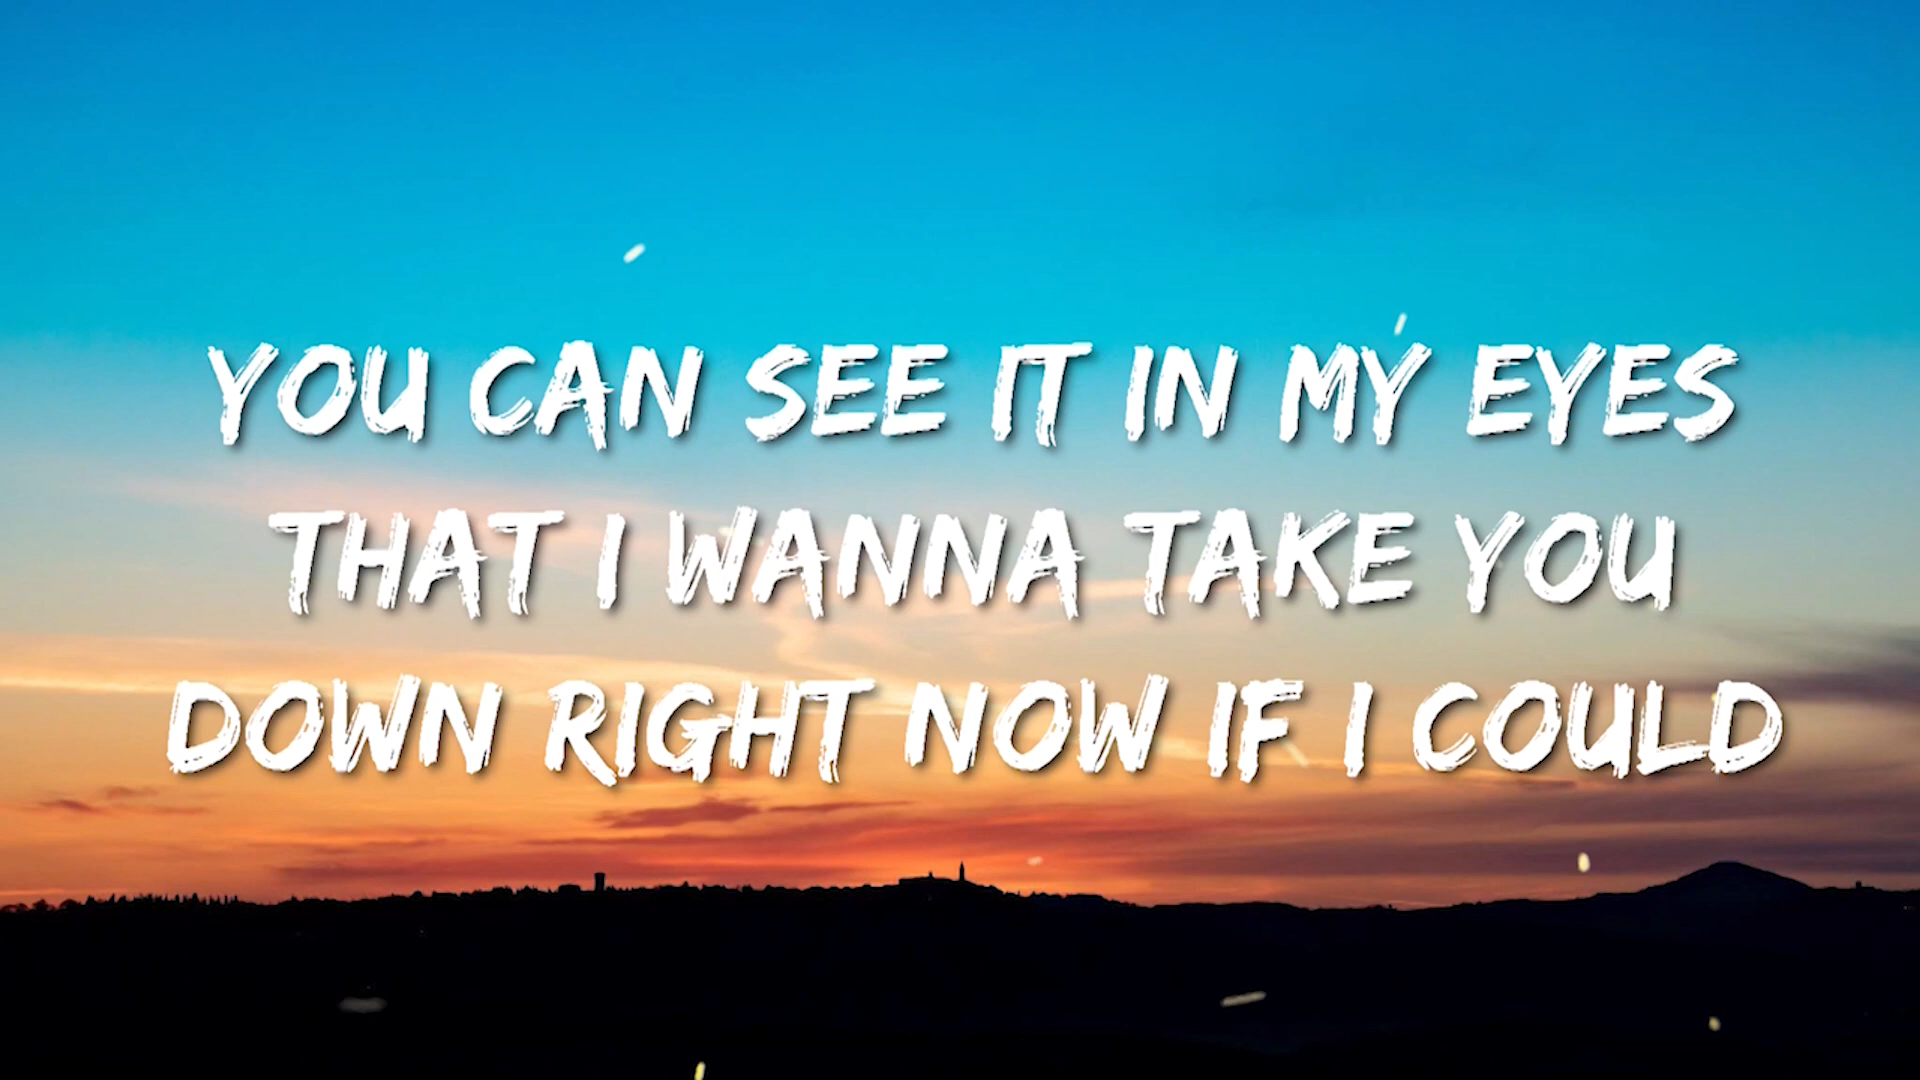 YOU CAN SEE IT IN MY EYES
THAT I WANNA TAKE YOU
DOWN RIGHT NOW IF I COULD